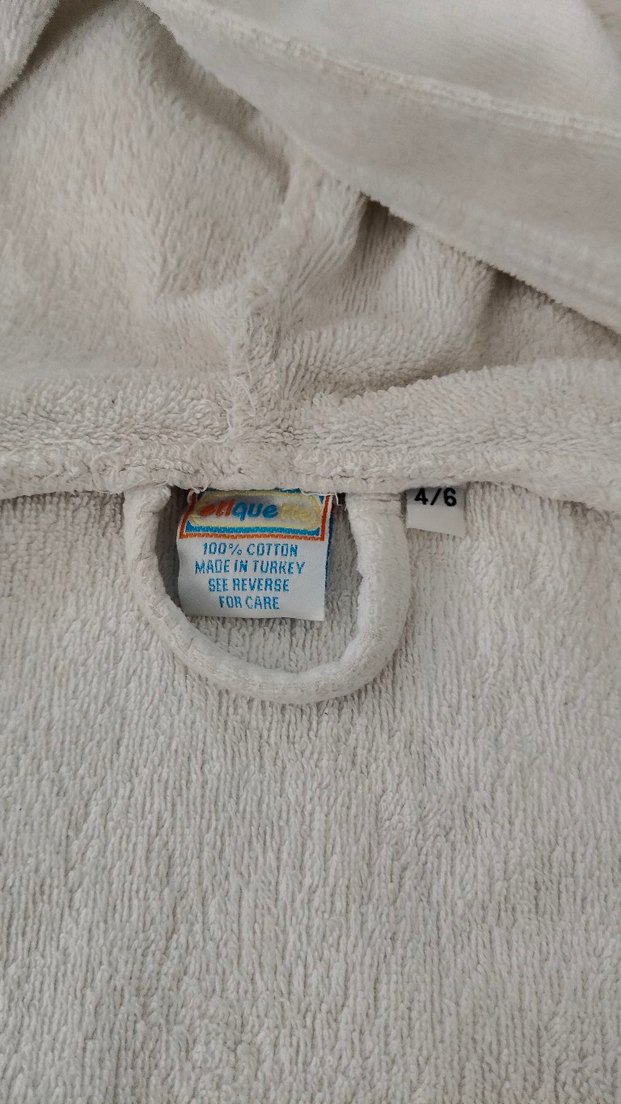 4/6
100% COTTON
MADE IN TURKEY
SEE REVERSE
FOR CARE